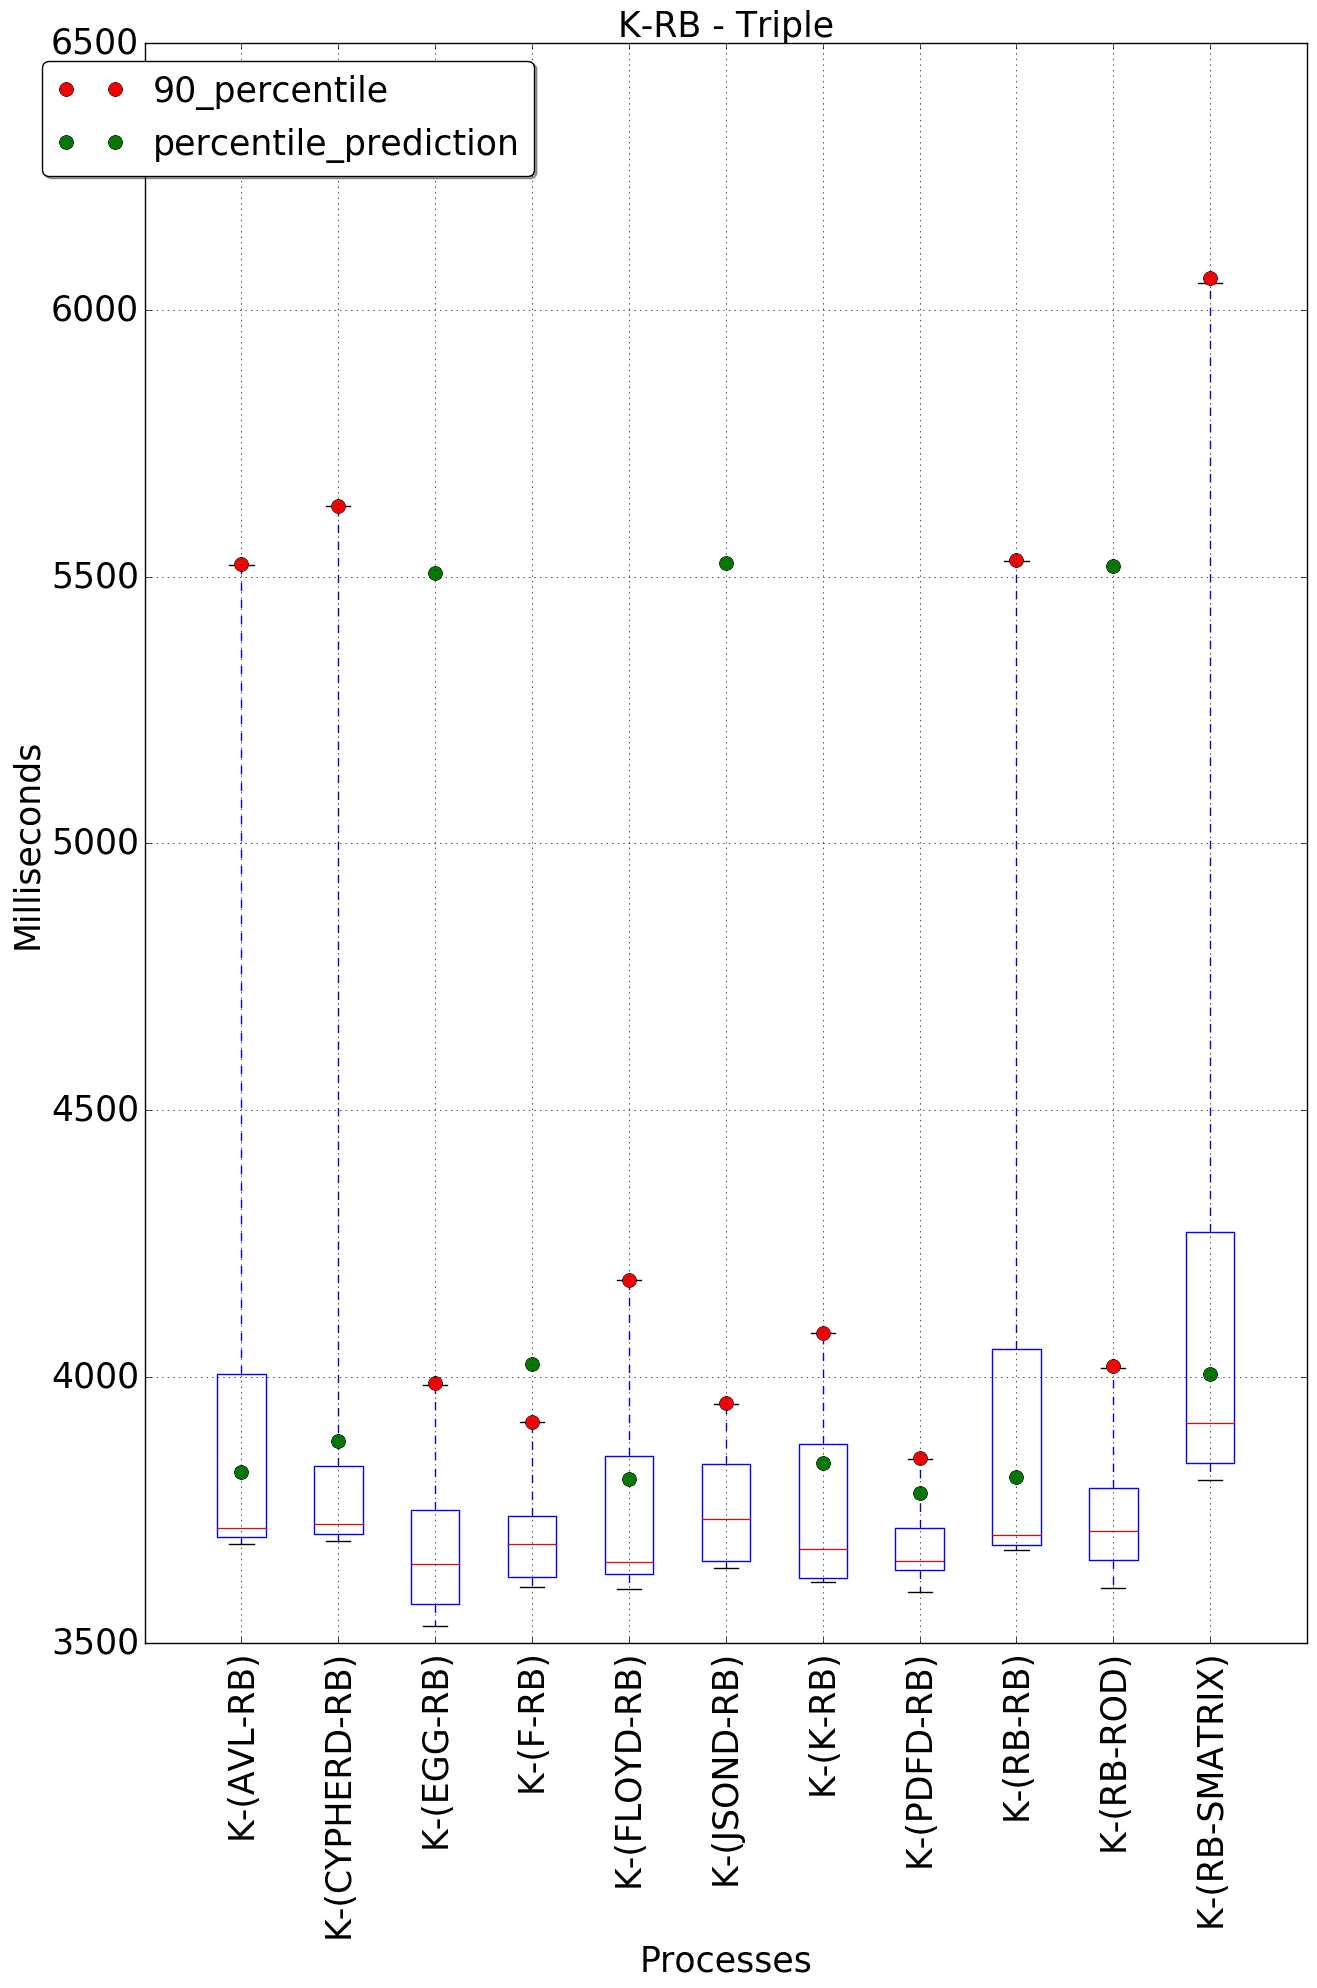 K-RB - Triple
90_percentile
percentile_prediction
6500
6000
5500
5000
4500
4000
3500
Milliseconds
K-(AVL-RB)
K-(CYPHERD-RB)
K-(EGG-RB)
K-(F-RB)
K-(FLOYD-RB)
K-(JSOND-RB)
K-(K-RB)
K-(PDFD-RB)
K-(RB-RB)
K-(RB-ROD)
K-(RB-SMATRIX)
Processes